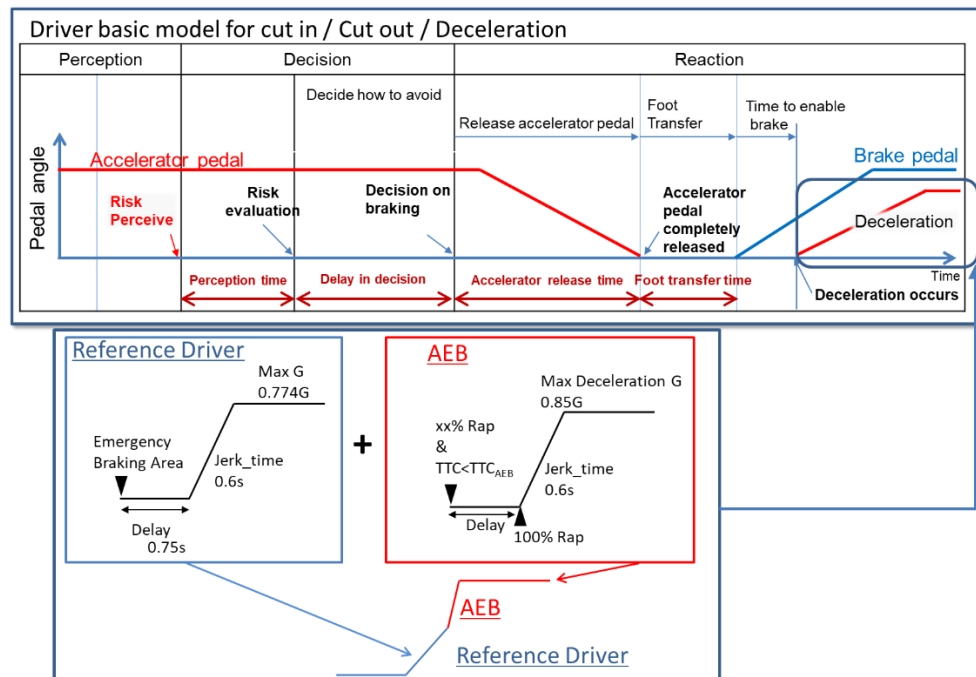 Driver basic model for cut in / Cut out / Deceleration
Perception
Decision
Reaction
Decide how to avoid
Release accelerator pedal
Foot
Transfer
Time to enable
brake
Pedal angle
Accelerator pedal
Brake pedal
Risk
Perceive
Risk
evaluation
Decision on
braking
Accelerator
pedal
completely
released
Deceleration
Time
Perception time
Delay in decision
Accelerator release time
Foot transfer time
Deceleration occurs
Reference Driver
Max G
0.774G
Emergency
Braking Area
Jerk_time
0.6s
Delay
0.75s
+
AEB
Max Deceleration G
0.85G
xx% Rap
&
TTC<TTCAEB
Jerk_time
0.6s
Delay
100% Rap
AEB
Reference Driver